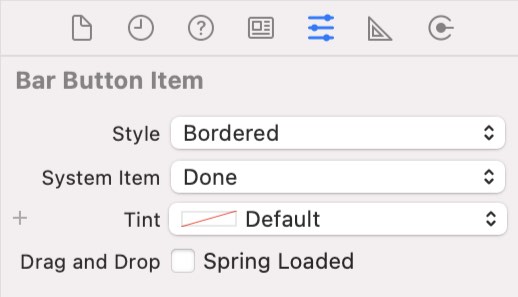 Bar Button Item
Style Bordered
System Item Done
Tint Default
Drag and Drop Spring Loaded